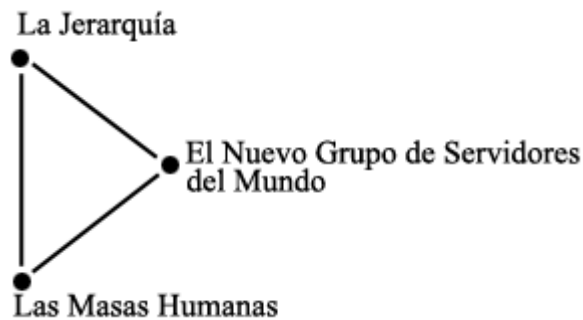 La Jerarquía
El Nuevo Grupo de Servidores
del Mundo
Las Masas Humanas